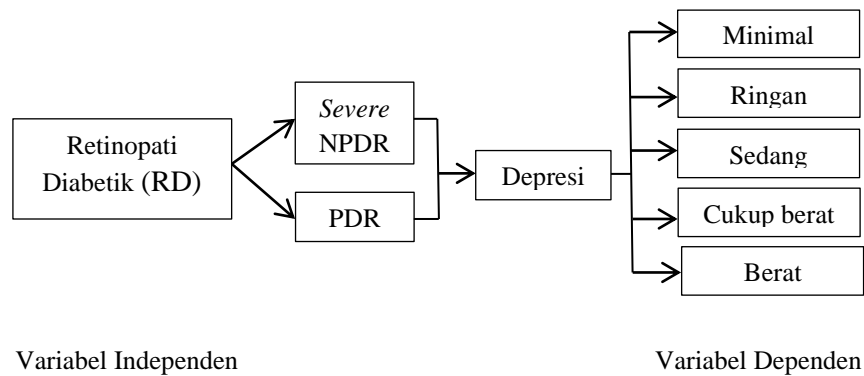 Retinopati
Diabetik (RD)
Severe
NPDR
PDR
Depresi
Minimal
Ringan
Sedang
Cukup berat
Berat
Variabel Independen
Variabel Dependen